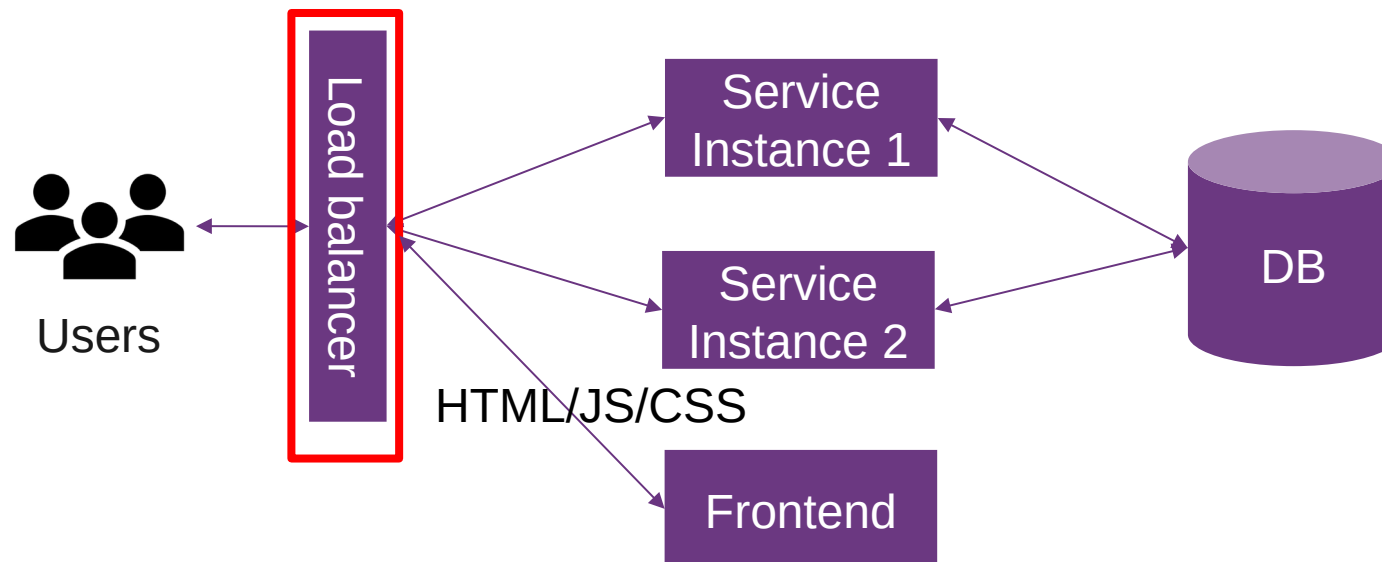 Users
Load balancer
Service
Instance 1
Service
Instance 2
HTML/JS/CSS
Frontend
DB